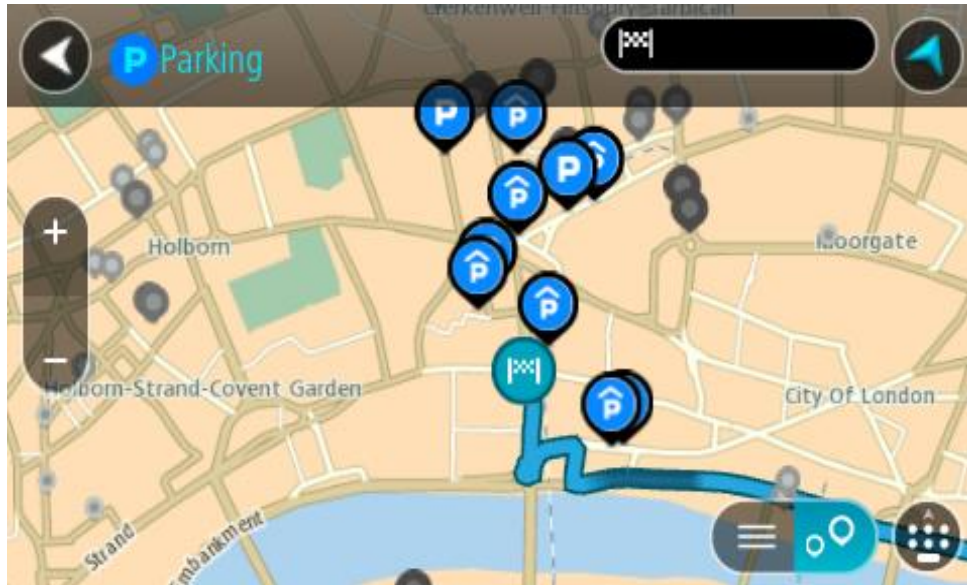 P Parking
P
P
P
P
P
P
P
P
Holborn
Moorgate
Holborn-Strand-Covent Garden
City Of London
Strand
Embankment